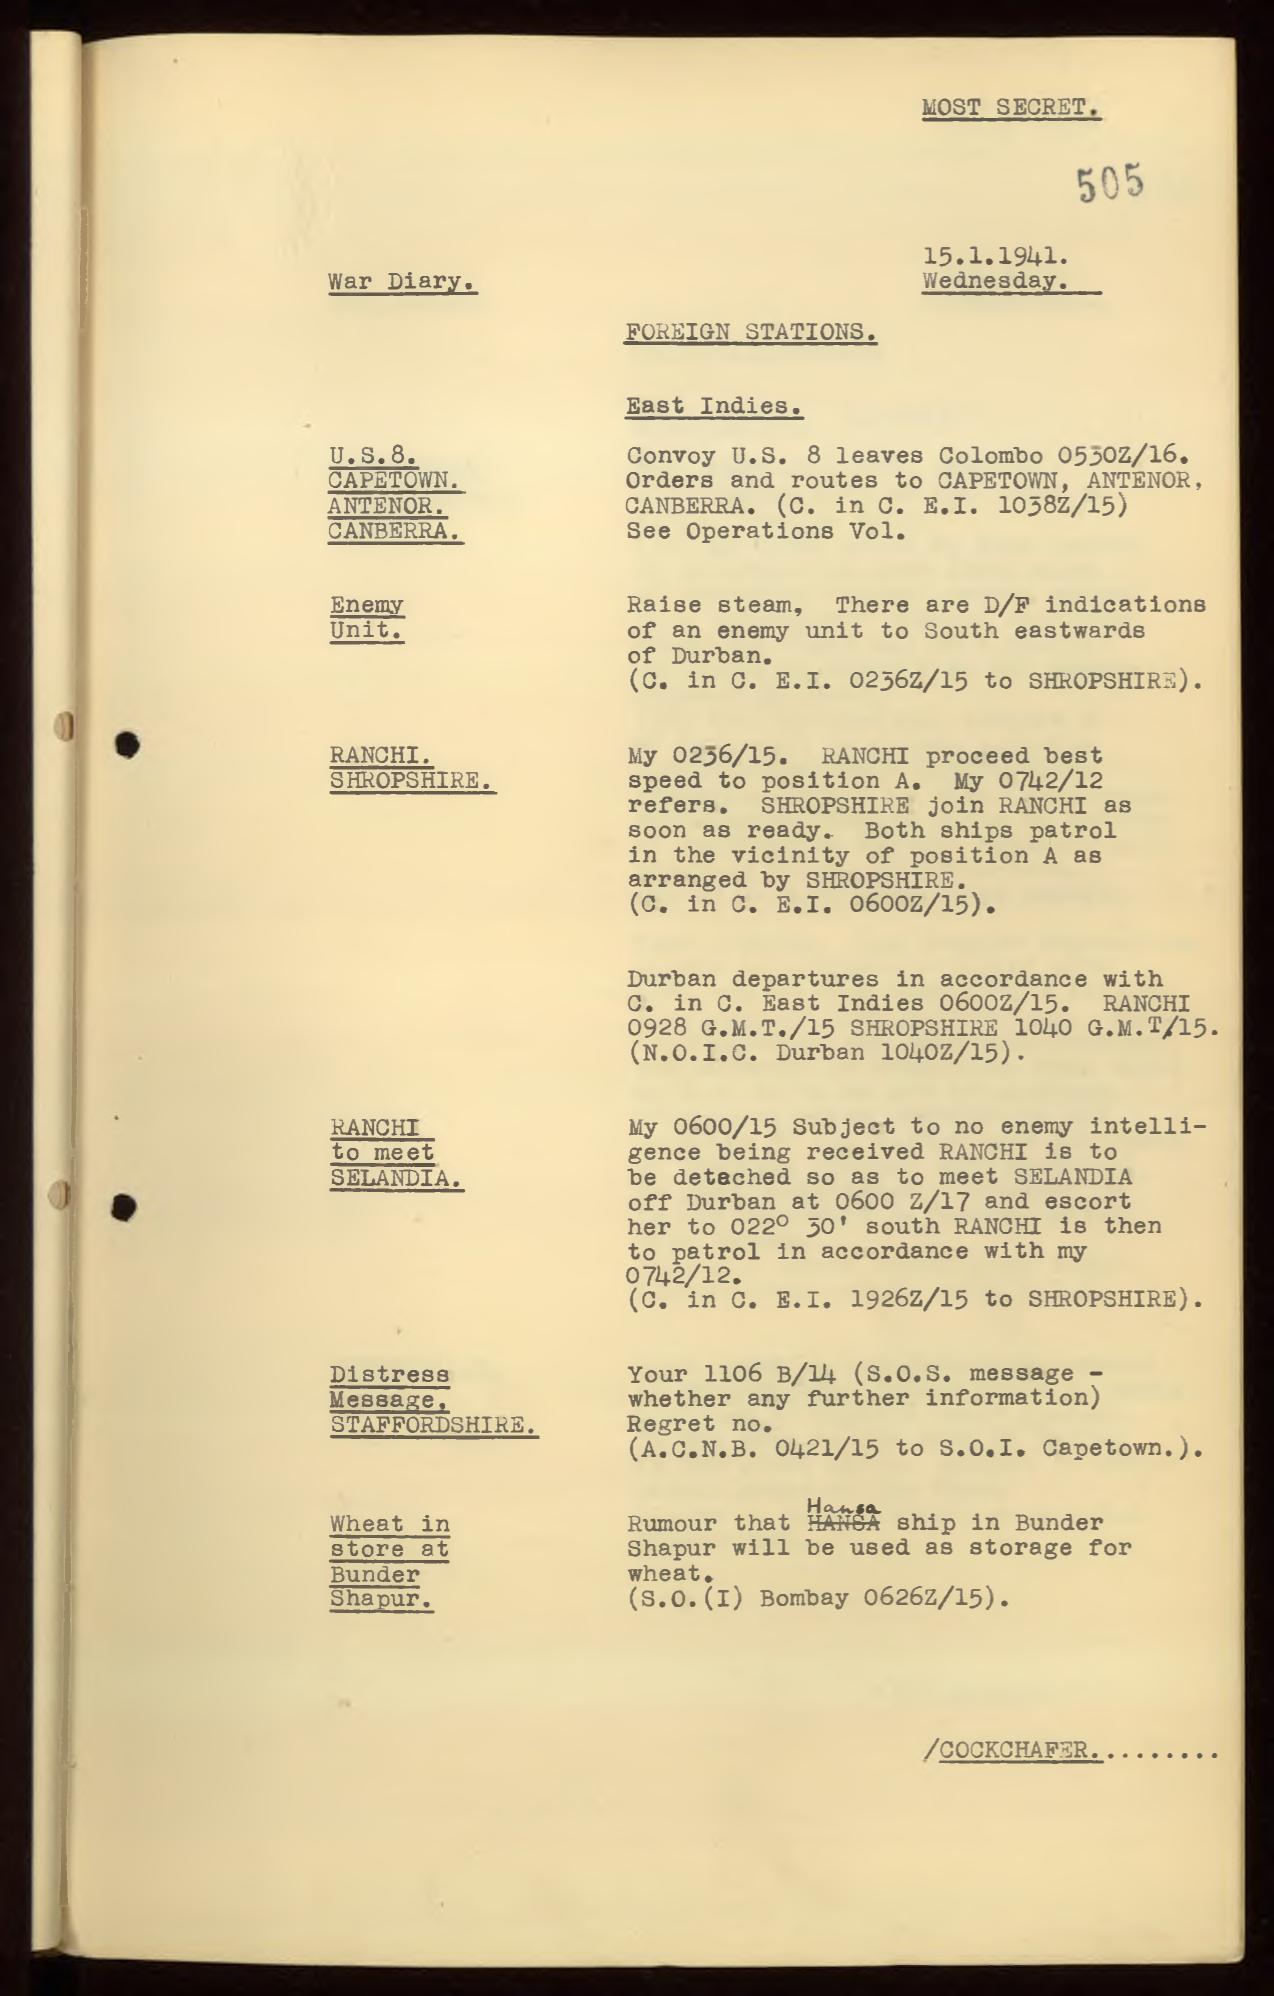 MOST SECRET.
505
15.1.1941.
War Diary.
Wednesday.
FOREIGN STATIONS.
East Indies.
U.S.8.
CAPETOWN.
ANTENOR.
CANBERRA.
Convoy U.S. 8 leaves Colombo 0530Z/16.
Orders and routes to CAPETOWN, ANTENOR,
CANBERRA. (C. in C. E.I. 1038Z/15)
See Operations Vol.
Enemy
Unit.
Raise steam, There are D/F indications
of an enemy unit to South eastwards
of Durban.
(C. in C. E.I. 0236Z/15 to SHROPSHIRE).
RANCHI.
SHROPSHIRE.
My 0236/15. RANCHI proceed best
speed to position A. My 0742/12
refers. SHROPSHIRE join RANCHI as
soon as ready. Both ships patrol
in the vicinity of position A as
arranged by SHROPSHIRE.
(C. in C. E.I. 0600Z/15).
Durban departures in accordance with
C. in C. East Indies 0600Z/15. RANCHI
0928 G.M.T./15 SHROPSHIRE 1040 G.M.T/15.
(N.O.I.C. Durban 1040Z/15).
RANCHI
to meet
SELANDIA.
My 0600/15 Subject to no enemy intelli-
gence being received RANCHI is to
be detached so as to meet SELANDIA
off Durban at 0600 Z/17 and escort
her to 022° 30' south RANCHI is then
to patrol in accordance with my
0742/12.
(C. in C. E.I. 1926Z/15 to SHROPSHIRE).
Distress
Message.
STAFFORDSHIRE.
Your 1106 B/14 (S.O.S. message -
whether any further information)
Regret no.
(A.C.N.B. 0421/15 to S.O.I. Capetown.).
Wheat in
store at
Bunder
Shapur.
Hansa
Rumour that HANSA ship in Bunder
Shapur will be used as storage for
wheat.
(S.O.(I) Bombay 0626Z/15).
/COCKCHAFER.........